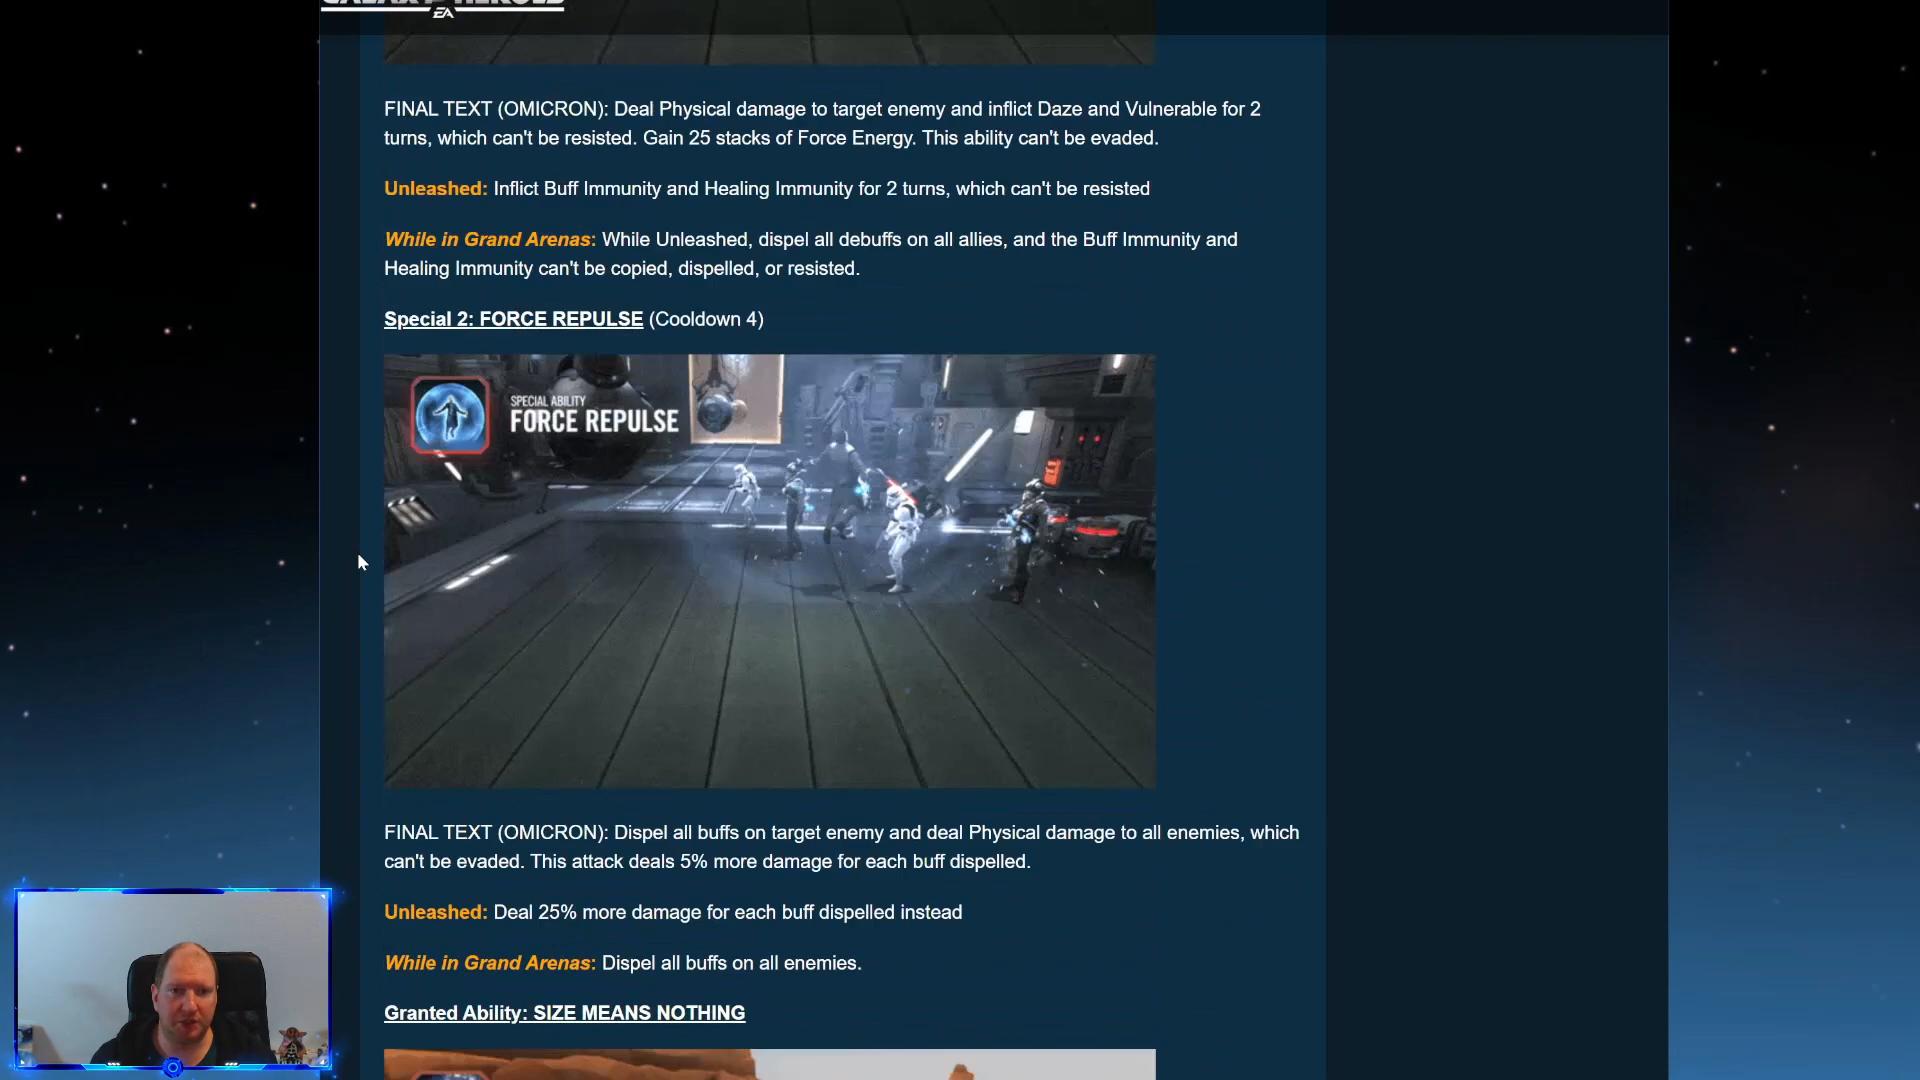 GALAXY HEROES
EA
FINAL TEXT (OMICRON): Deal Physical damage to target enemy and inflict Daze and Vulnerable for 2
turns, which can't be resisted. Gain 25 stacks of Force Energy. This ability can't be evaded.
Unleashed: Inflict Buff Immunity and Healing Immunity for 2 turns, which can't be resisted
While in Grand Arenas: While Unleashed, dispel all debuffs on all allies, and the Buff Immunity and
Healing Immunity can't be copied, dispelled, or resisted.
Special 2: FORCE REPULSE (Cooldown 4)
SPECIAL ABILITY
FORCE REPULSE
FINAL TEXT (OMICRON): Dispel all buffs on target enemy and deal Physical damage to all enemies, which
can't be evaded. This attack deals 5% more damage for each buff dispelled.
Unleashed: Deal 25% more damage for each buff dispelled instead
While in Grand Arenas: Dispel all buffs on all enemies.
Granted Ability: SIZE MEANS NOTHING